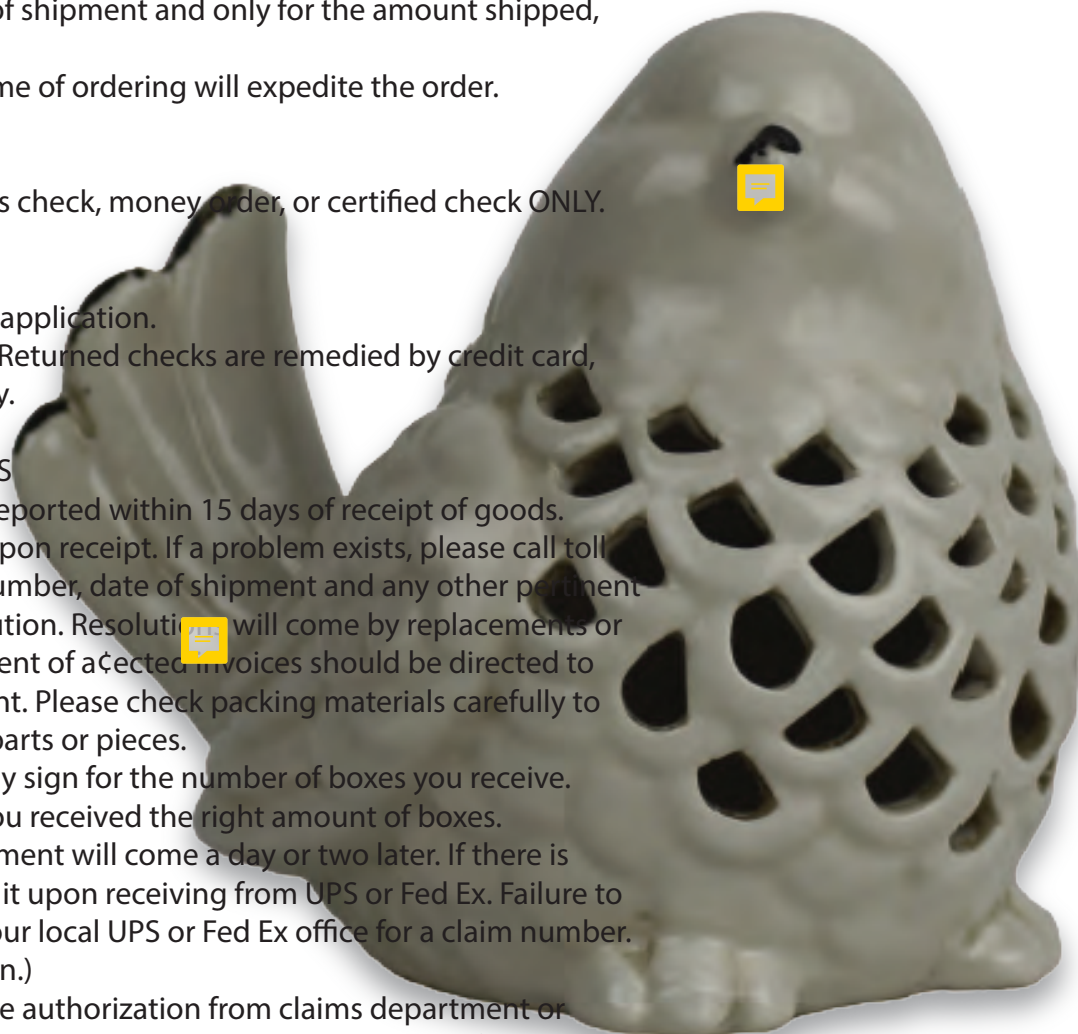 of shipment and only for the amount shipped,
me of ordering will expedite the order.
s check, money order, or certified check ONLY.
application.
Returned checks are remedied by credit card,
y.
S
eported within 15 days of receipt of goods.
pon receipt. If a problem exists, please call toll
umber, date of shipment and any other pertinent
ution. Resolutions will come by replacements or
ent of a¢ected invoices should be directed to
nt. Please check packing materials carefully to
parts or pieces.
ly sign for the number of boxes you receive.
ou received the right amount of boxes.
ment will come a day or two later. If there is
it upon receiving from UPS or Fed Ex. Failure to
our local UPS or Fed Ex office for a claim number.
n.)
e authorization from claims department or